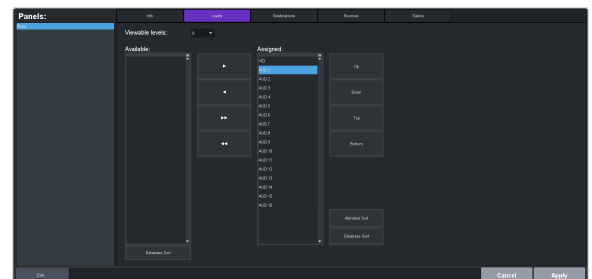 Panels:
Info
Levels
Destinations
Sources
Salvos
Viewable levels:
Available:
Assigned:
VID
AUD 1
AUD 2
AUD 3
AUD 4
AUD 5
AUD 6
AUD 7
AUD 8
AUD 9
AUD 10
AUD 11
AUD 12
AUD 13
AUD 14
AUD 15
AUD 16
Up
Down
Top
Bottom
Alphabet Sort
Database Sort
Database Sort
Edit
Cancel
Apply